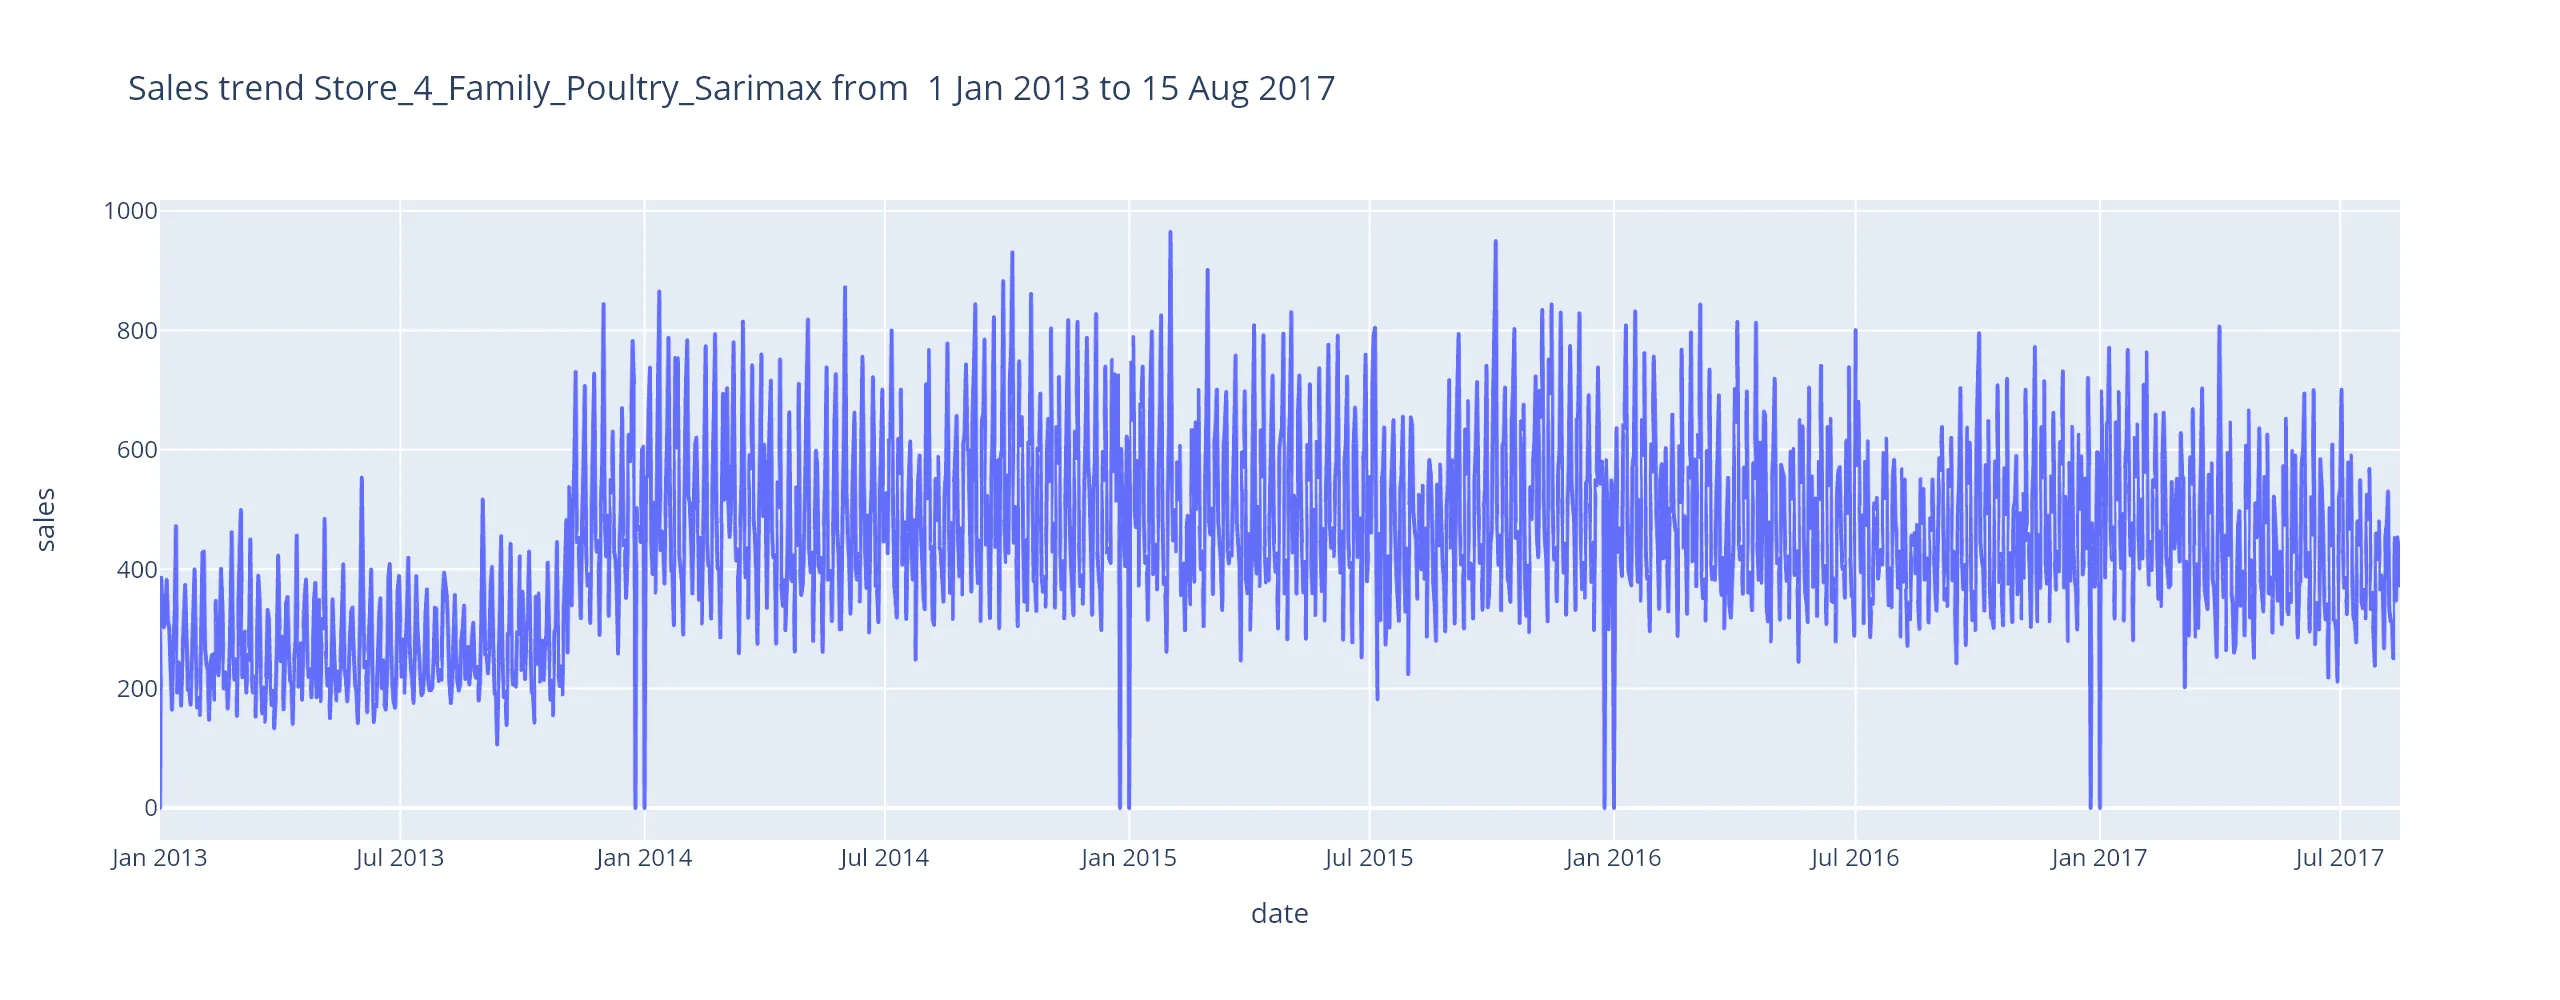 Sales trend Store_4_Family_Poultry_Sarimax from  1 Jan 2013 to 15 Aug 2017
1000
800
600
400
200
0
sales
Jan 2013 Jul 2013 Jan 2014 Jul 2014 Jan 2015 Jul 2015 Jan 2016 Jul 2016 Jan 2017 Jul 2017
date